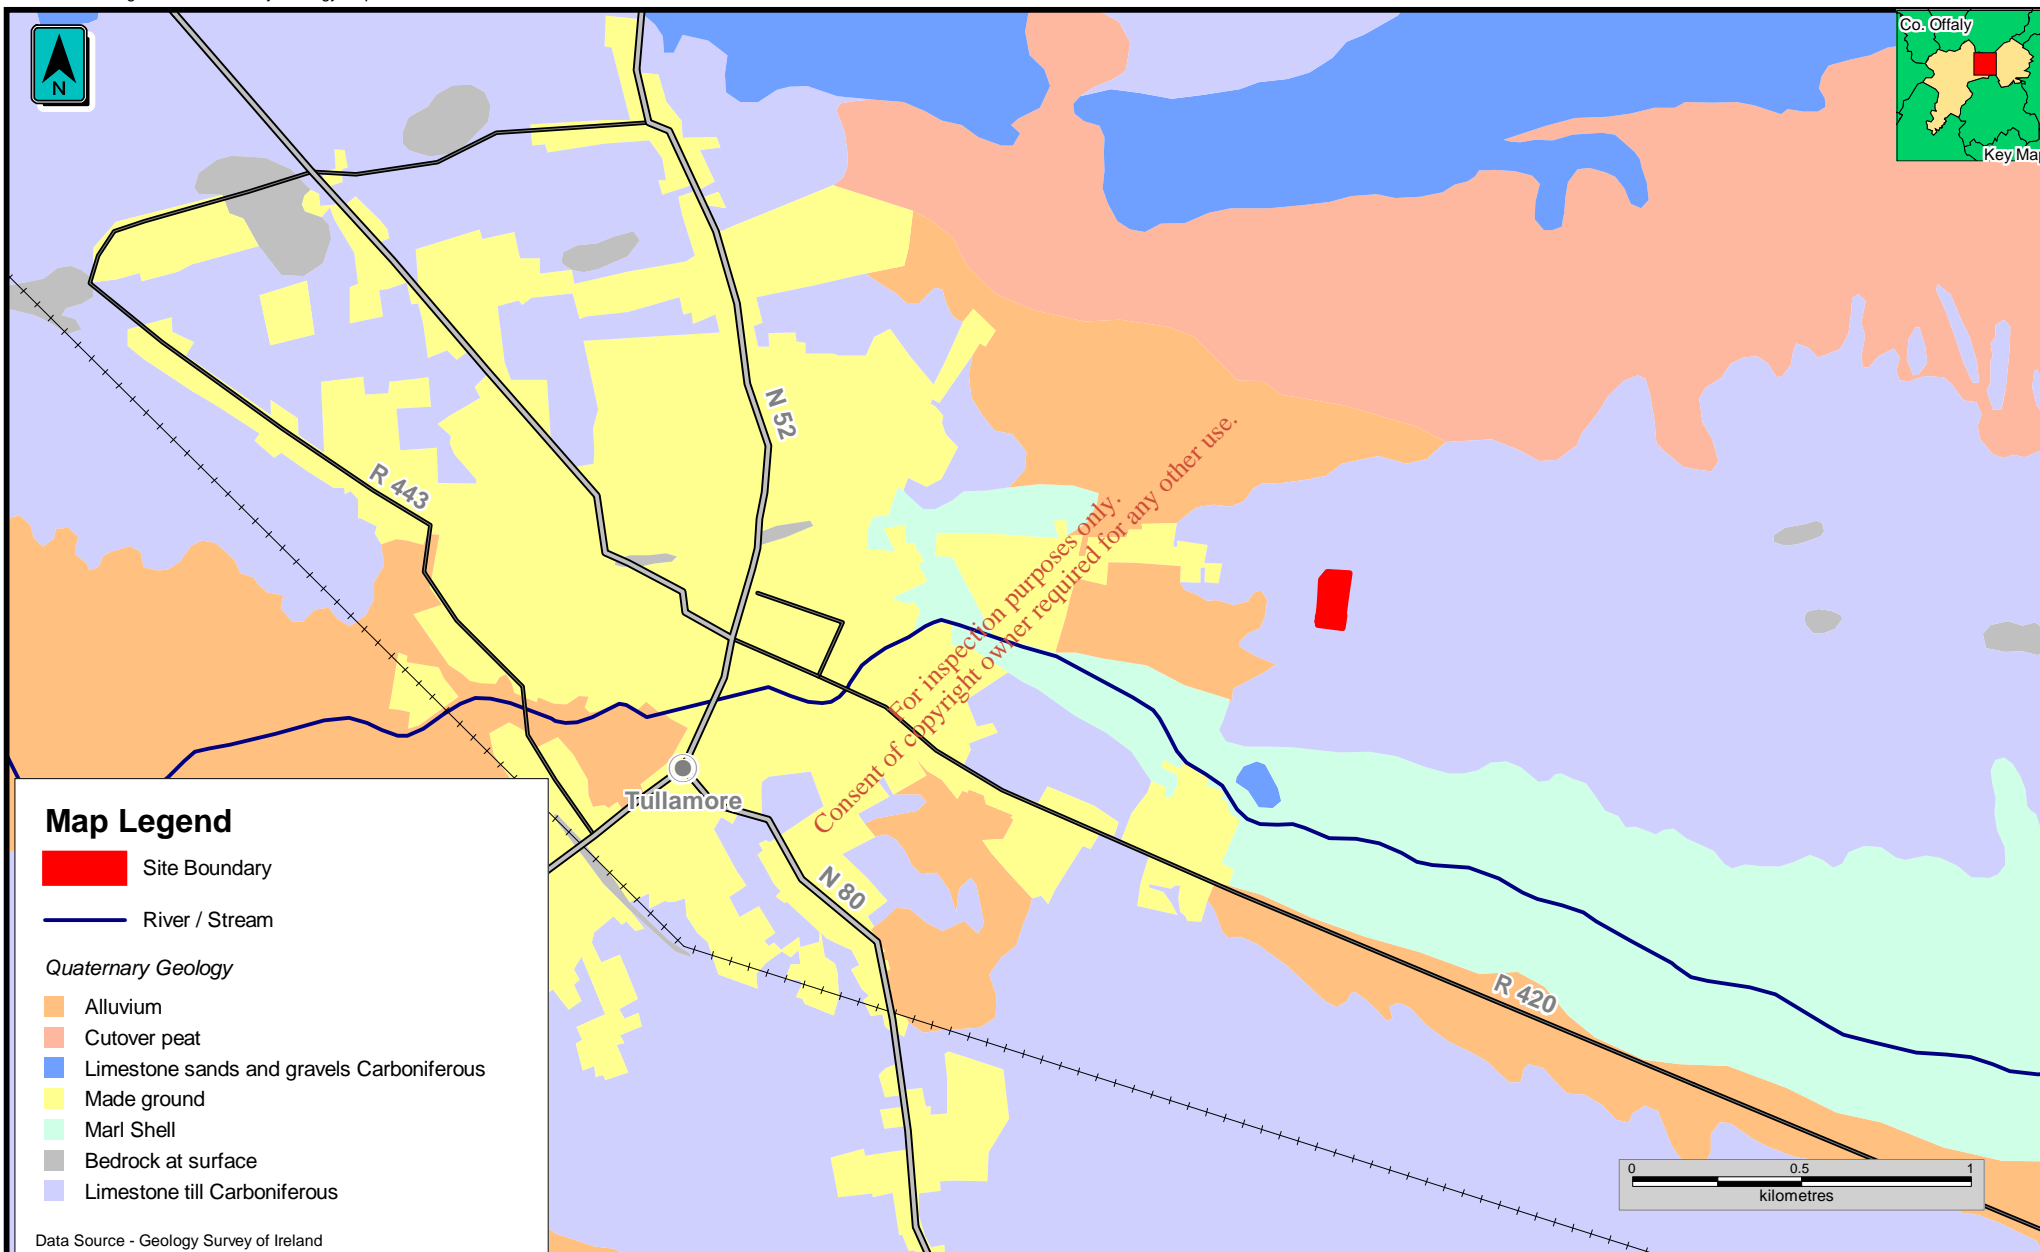 Co. Offaly
Key Map
N
N 52
R 443
For inspection purposes only.
Consent of copyright owner required for any other use.
Tullamore
N 80
R 420
Map Legend
Site Boundary
River / Stream
Quaternary Geology
Alluvium
Cutover peat
Limestone sands and gravels Carboniferous
Made ground
Marl Shell
Bedrock at surface
Limestone till Carboniferous
Data Source - Geology Survey of Ireland
0 0.5 1
kilometres